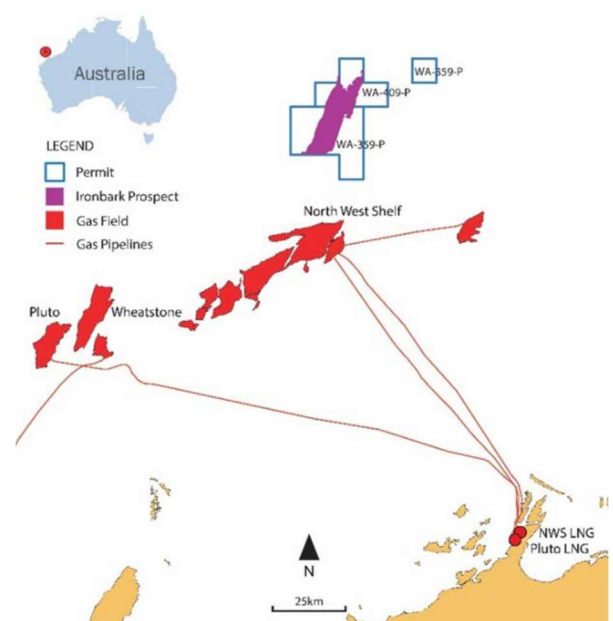 Australia
LEGEND
Permit
Ironbark Prospect
Gas Field
Gas Pipelines
WA-359-P
WA-409-P
WA-359-P
North West Shelf
Pluto
Wheatstone
NWS LNG
Pluto LNG
N
25km